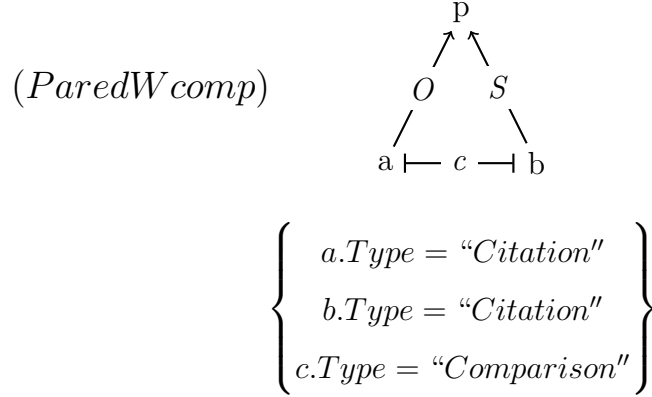 p
(ParedWcomp)
O S
a c b
a.Type = “Citation″
b.Type = “Citation″
c.Type = “Comparison″